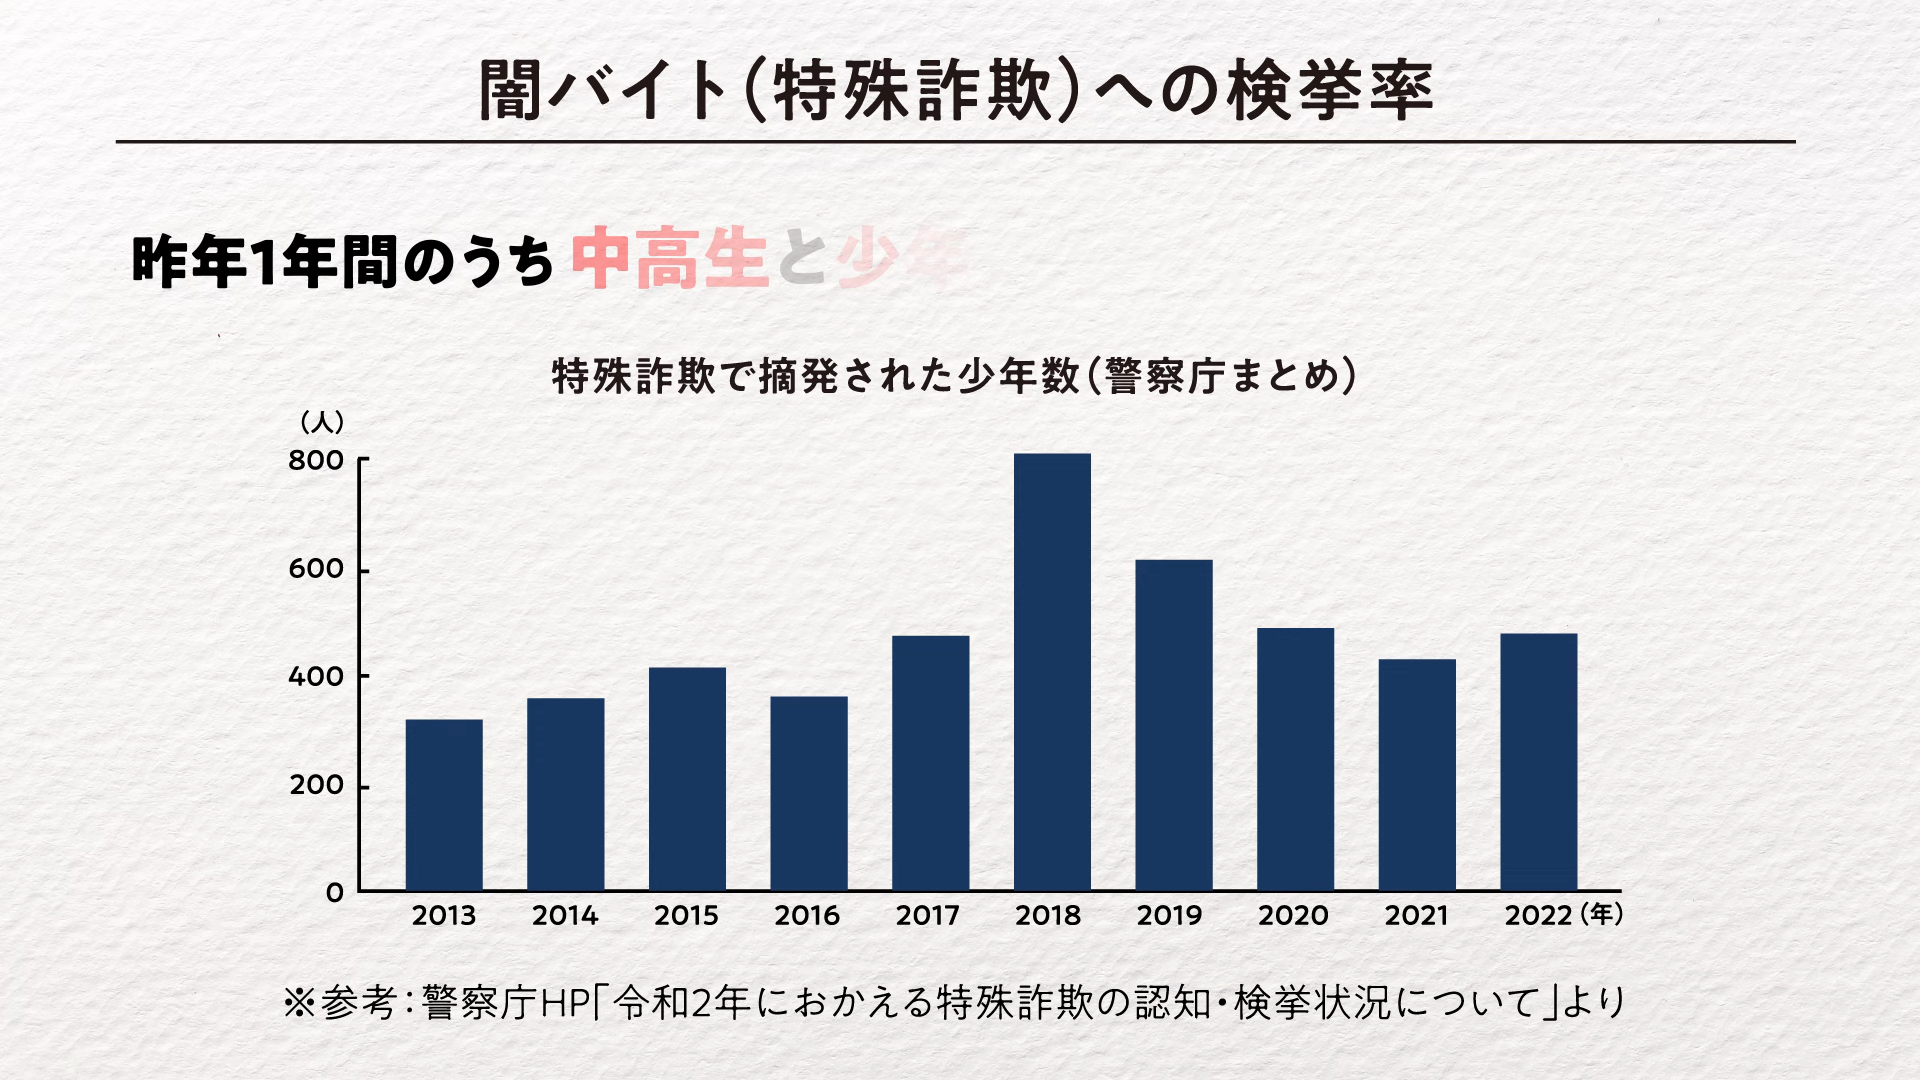 闇バイト(特殊詐欺)への検挙率
昨年1年間のうち 中高生と少年
特殊詐欺で摘発された少年数(警察庁まとめ)
(人)
800
600
400
200
0
2013 2014 2015 2016 2017 2018 2019 2020 2021 2022(年)
※参考:警察庁HP「令和2年におかえる特殊詐欺の認知・検挙状況について」より